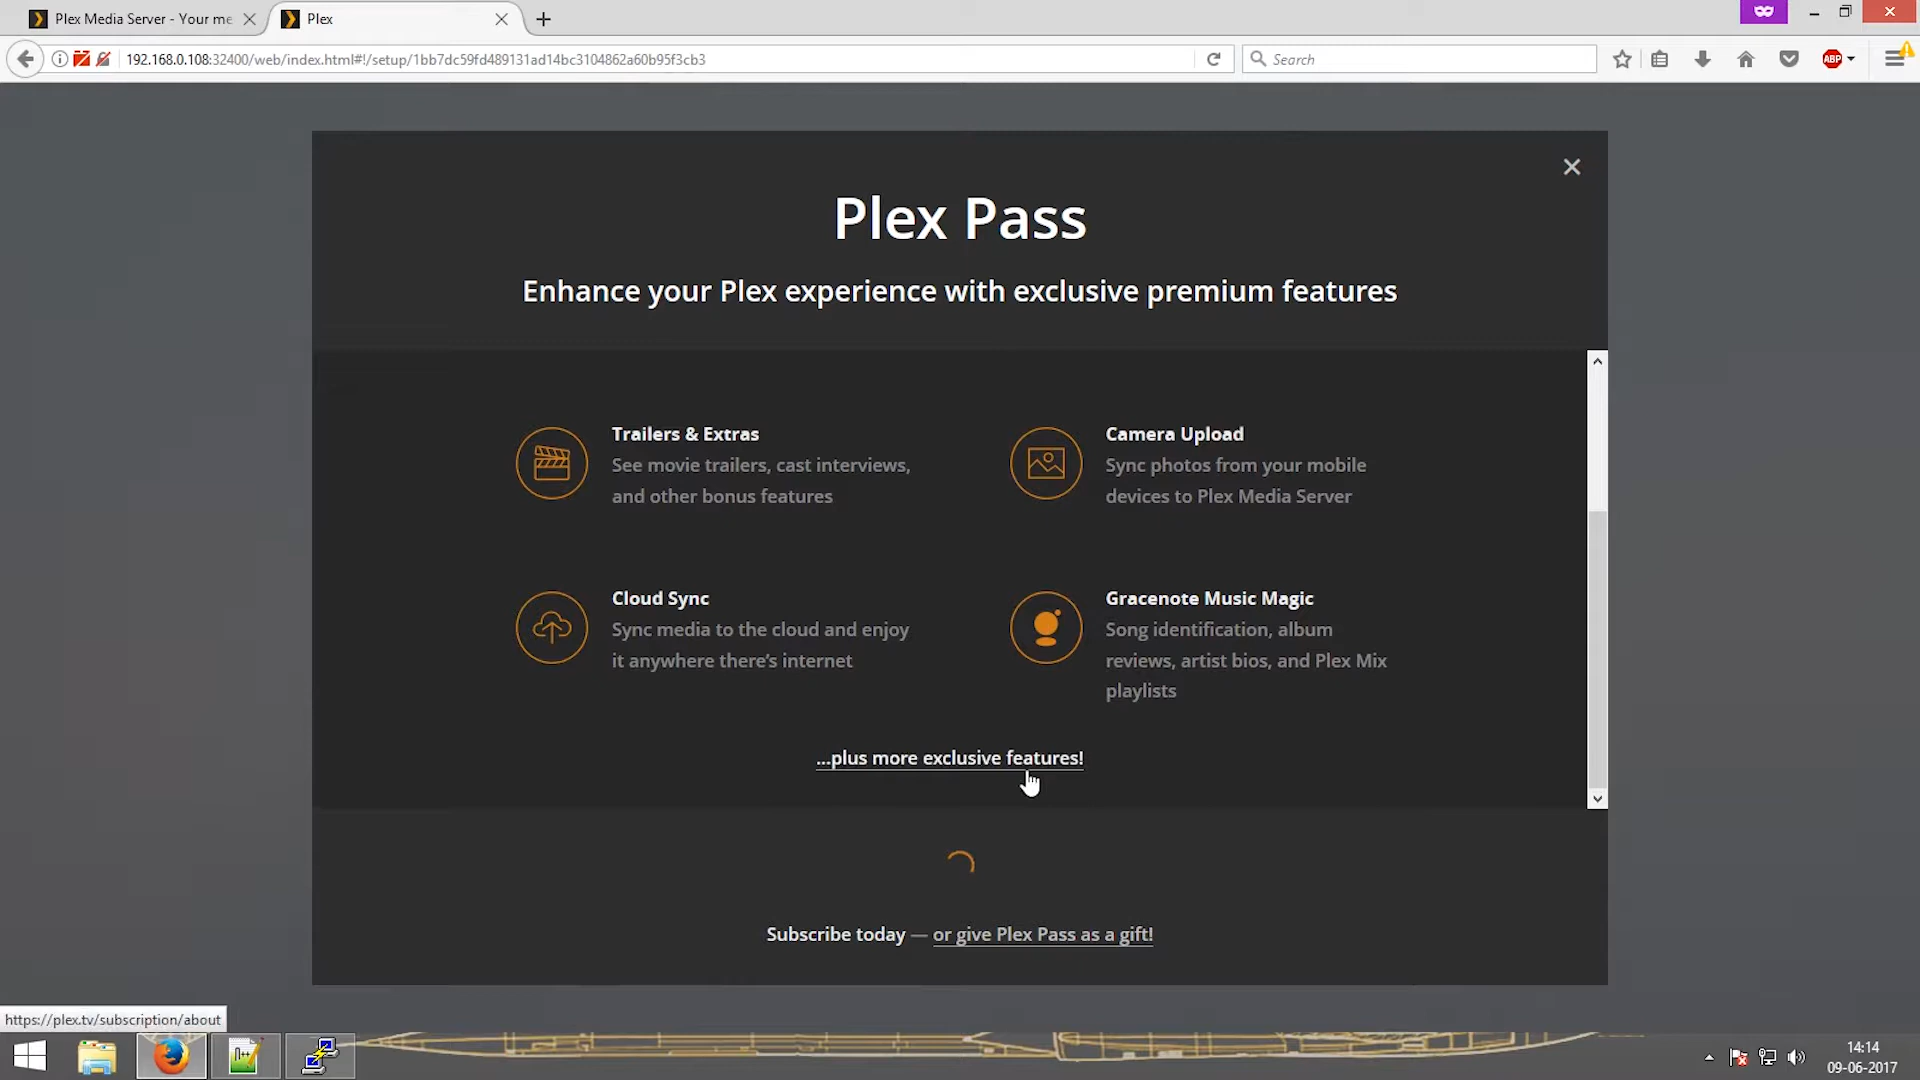 Plex Media Server - Your me
Plex
192.168.0.108:32400/web/index.html#!/setup/1bb7dc59fd489131ad14bc3104862a60b95f3cb3
Search
ABP
Plex Pass
Enhance your Plex experience with exclusive premium features
Trailers & Extras
See movie trailers, cast interviews,
and other bonus features
Camera Upload
Sync photos from your mobile
devices to Plex Media Server
Cloud Sync
Sync media to the cloud and enjoy
it anywhere there's internet
Gracenote Music Magic
Song identification, album
reviews, artist bios, and Plex Mix
playlists
...plus more exclusive features!
Subscribe today — or give Plex Pass as a gift!
https://plex.tv/subscription/about
14:14
09-06-2017